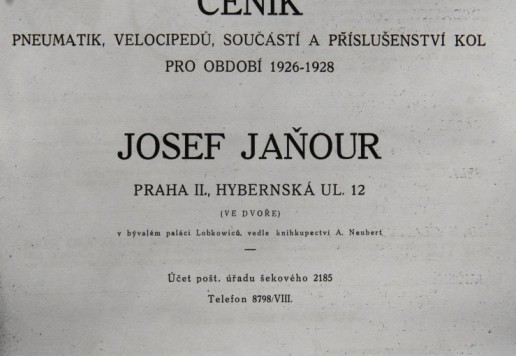 CENÍK
PNEUMATIK, VELOCIPEDŮ, SOUČÁSTÍ A PŘÍSLUŠENSTVÍ KOL
PRO OBDOBÍ 1926-1928
JOSEF JAŇOUR
PRAHA II., HYBERNSKÁ UL. 12
(VE DVOŘE)
v bývalém paláci Lobkowiců, vedle knihkupectví A. Neubert
—
Účet pošt. úřadu šekového 2185
Telefon 8798/VIII.